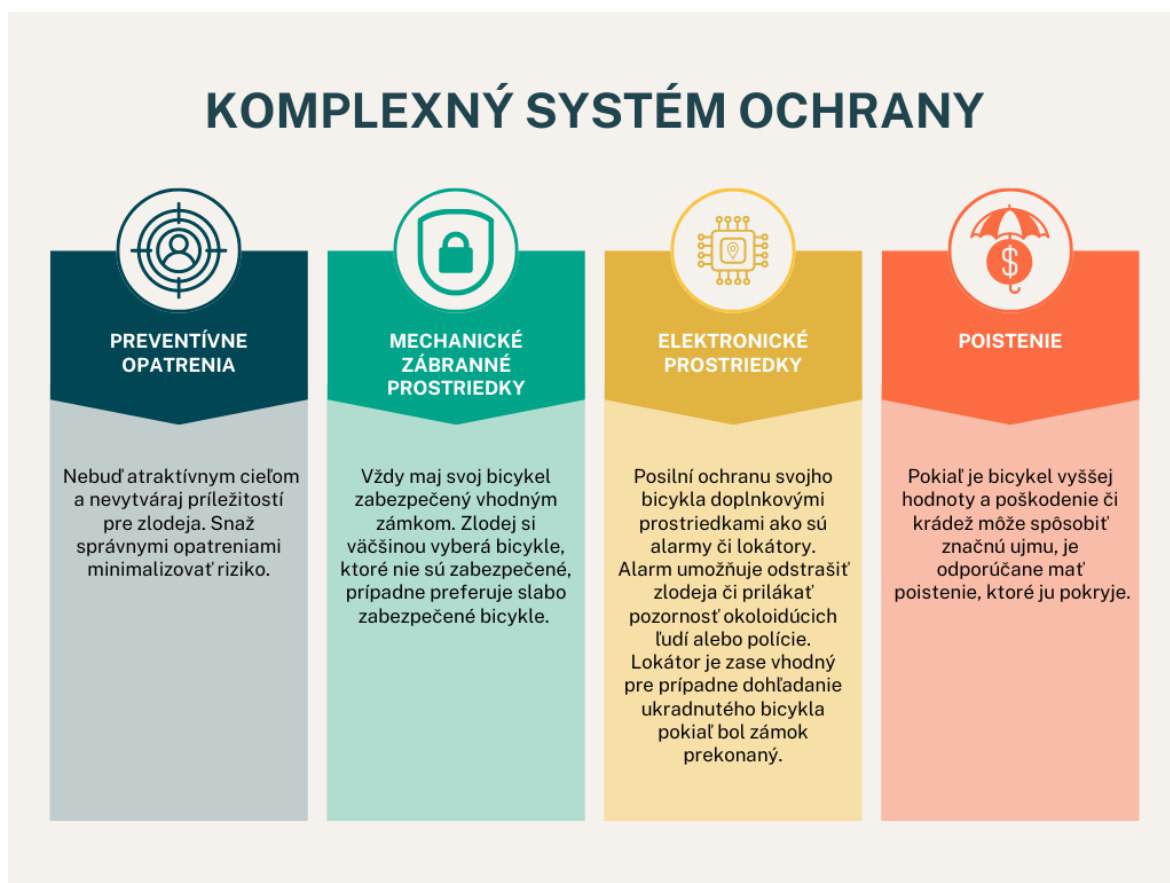 KOMPLEXNÝ SYSTÉM OCHRANY
PREVENTÍVNE
OPATRENIA
Nebuď atraktívnym cieľom
a nevytváraj príležitostí
pre zlodeja. Snaž
správnymi opatreniami
minimalizovať riziko.
MECHANICKÉ
ZÁBRANNÉ
PROSTRIEDKY
Vždy maj svoj bicykel
zabezpečený vhodným
zámkom. Zlodej si
väčšinou vyberá bicykle,
ktoré nie sú zabezpečené,
prípadne preferuje slabo
zabezpečené bicykle.
ELEKTRONICKÉ
PROSTRIEDKY
Posilní ochranu svojho
bicykla doplnkovými
prostriedkami ako sú
alarmy či lokátory.
Alarm umožňuje odstrašiť
zlodeja či prilákať
pozornosť okoloidúcich
ľudí alebo polície.
Lokátor je zase vhodný
pre prípadne dohľadanie
ukradnutého bicykla
pokiaľ bol zámok
prekonaný.
$
POISTENIE
Pokiaľ je bicykel vyššej
hodnoty a poškodenie či
krádež môže spôsobiť
značnú ujmu, je
odporúčane mať
poistenie, ktoré ju pokryje.